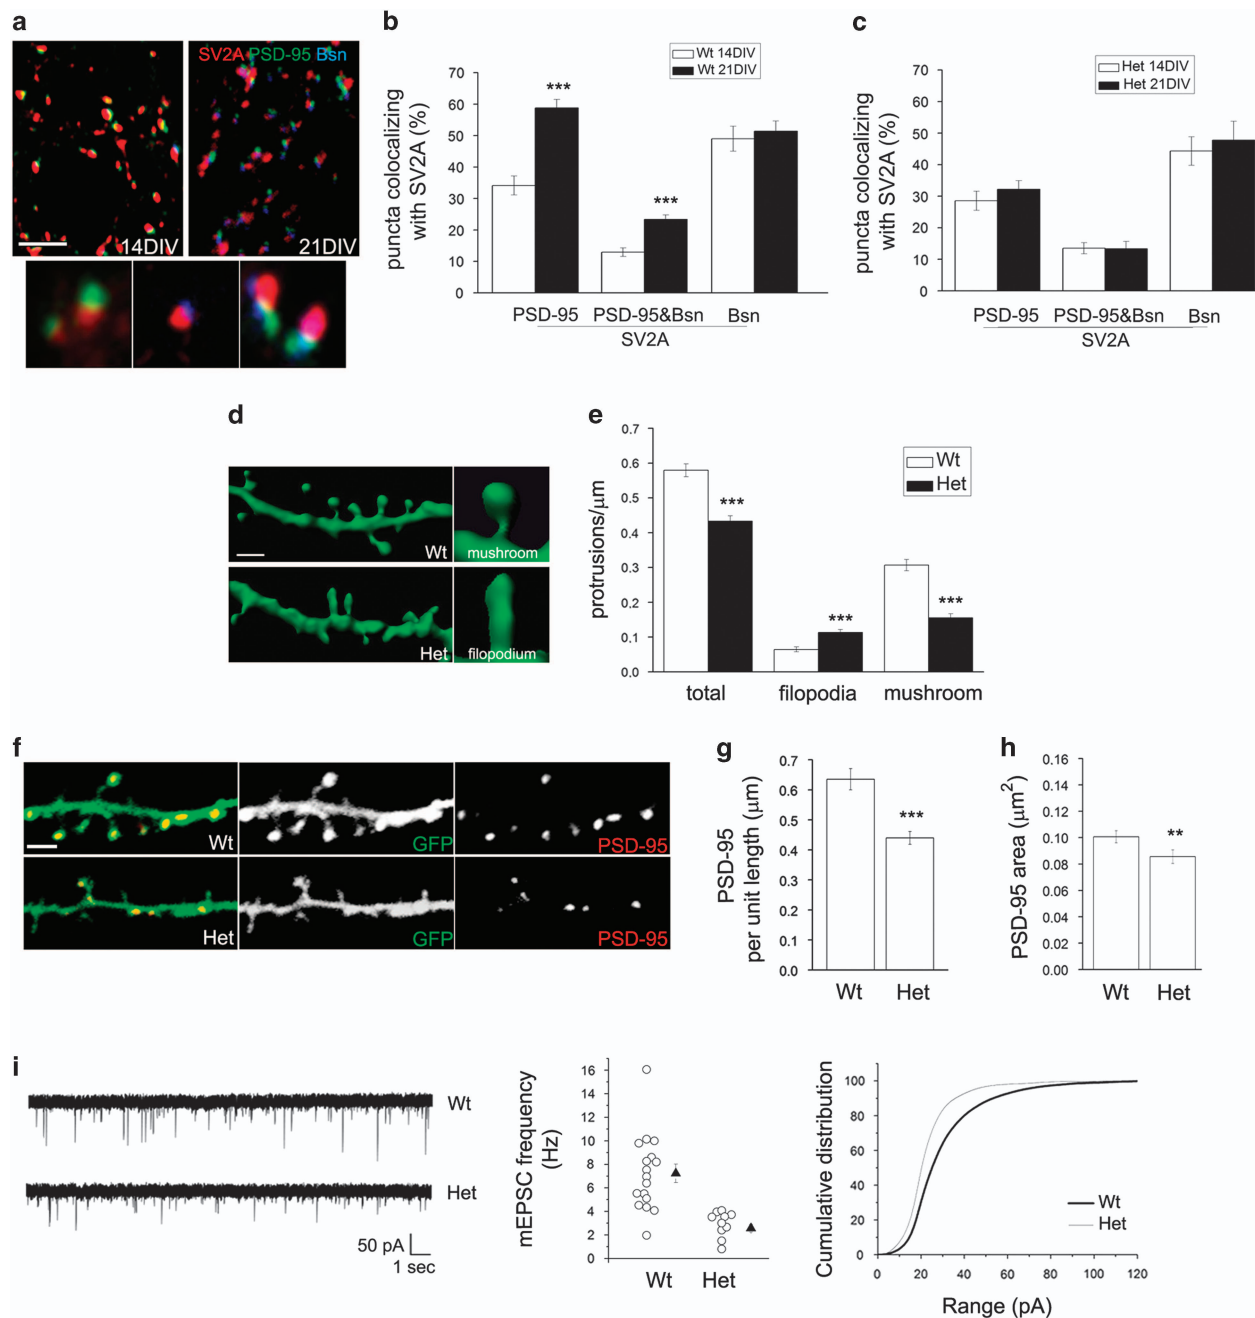 a
SV2A PSD-95 Bsn
14DIV
21DIV
b
Wt 14DIV
Wt 21DIV
puncta colocalizing
with SV2A (%)
70
60
50
40
30
20
10
0
***
***
PSD-95 PSD-95&Bsn Bsn
SV2A
c
Het 14DIV
Het 21DIV
puncta colocalizing
with SV2A (%)
70
60
50
40
30
20
10
0
PSD-95 PSD-95&Bsn Bsn
SV2A
d
Wt
mushroom
Het
filopodium
e
Wt
Het
protrusions/μm
0.7
0.6
0.5
0.4
0.3
0.2
0.1
0.0
***
***
***
total filopodia mushroom
f
Wt
GFP
PSD-95
Het
GFP
PSD-95
g
PSD-95
per unit length (μm)
0.7
0.6
0.5
0.4
0.3
0.2
0.1
0.0
***
Wt Het
h
PSD-95 area (μm²)
0.16
0.14
0.12
0.10
0.08
0.06
0.04
0.02
0.00
**
Wt Het
i
Wt
Het
50 pA
1 sec
mEPSC frequency
(Hz)
16
14
12
10
8
6
4
2
0
Wt Het
Cumulative distribution
100
80
60
40
20
0
Wt
Het
0 20 40 60 80 100 120
Range (pA)